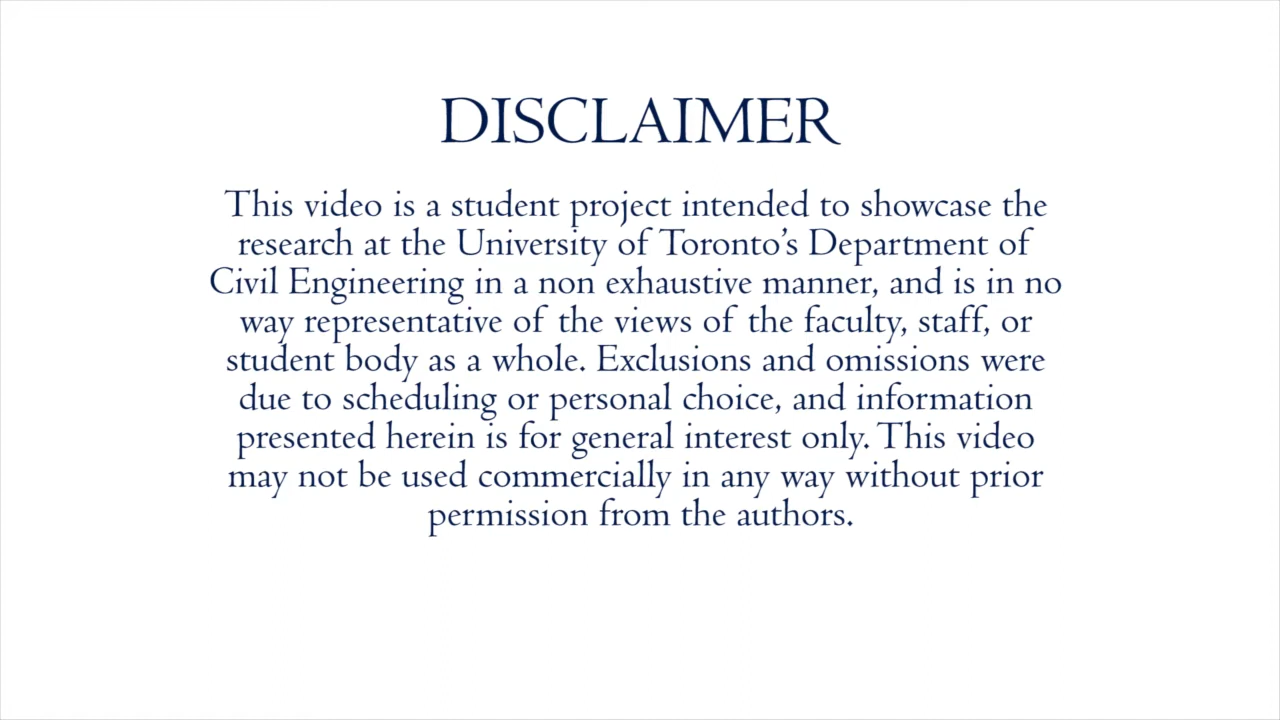 DISCLAIMER
This video is a student project intended to showcase the
research at the University of Toronto’s Department of
Civil Engineering in a non exhaustive manner, and is in no
way representative of the views of the faculty, staff, or
student body as a whole. Exclusions and omissions were
due to scheduling or personal choice, and information
presented herein is for general interest only. This video
may not be used commercially in any way without prior
permission from the authors.